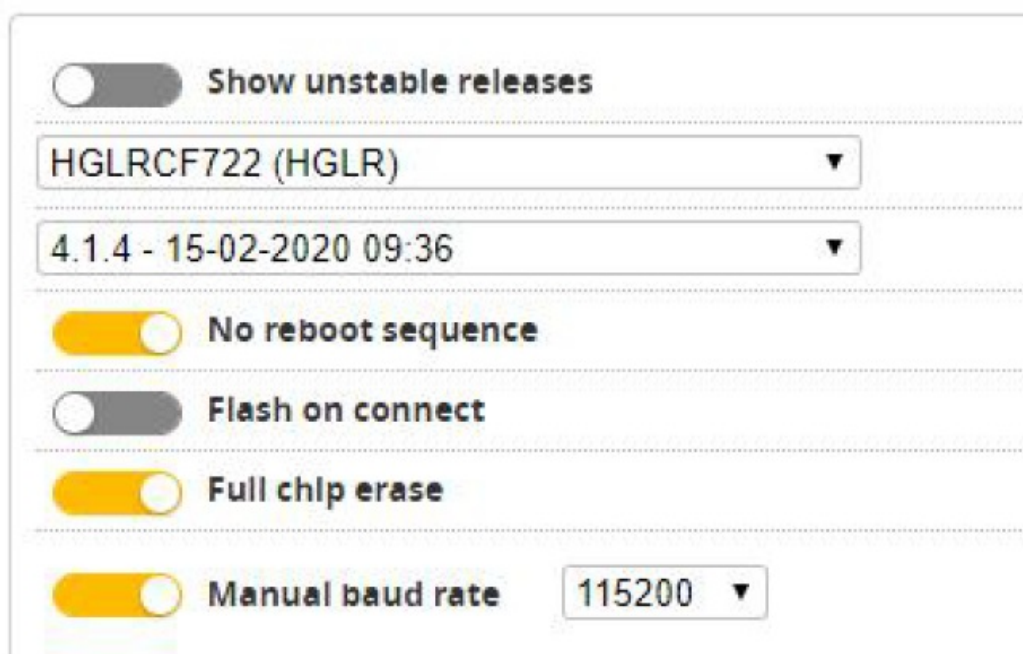 Show unstable releases
HGLRCF722 (HGLR)
4.1.4 - 15-02-2020 09:36
No reboot sequence
Flash on connect
Full chip erase
Manual baud rate 115200